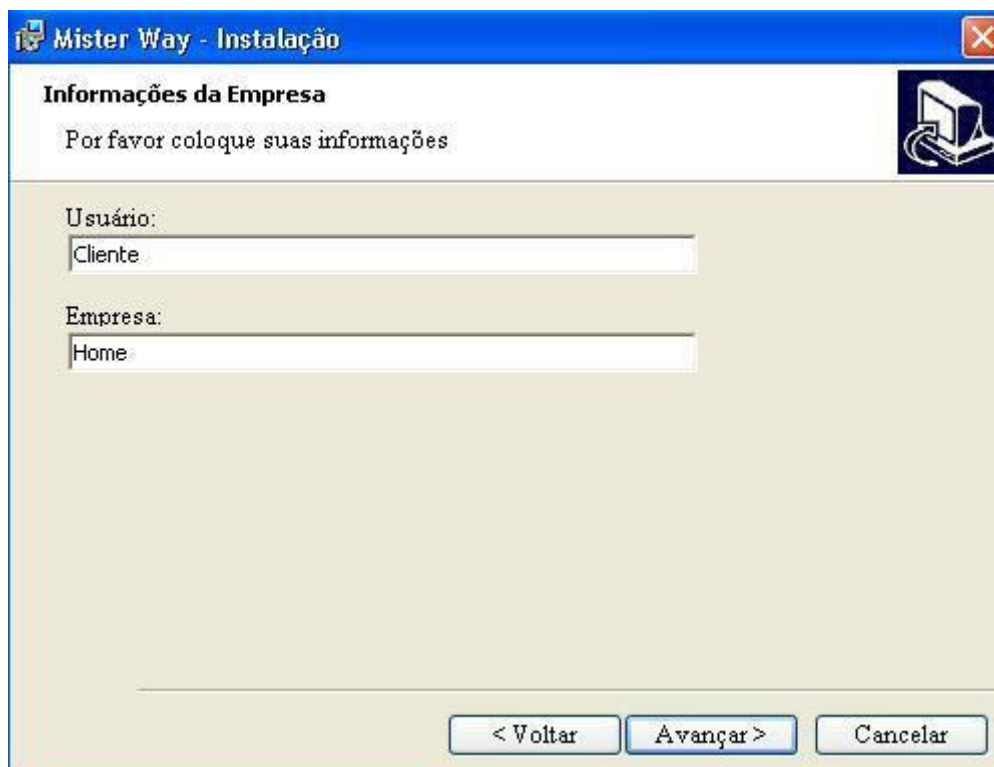 Mister Way - Instalação
Informações da Empresa
Por favor coloque suas informações
Usuário:
Cliente
Empresa:
Home
< Voltar
Avançar >
Cancelar